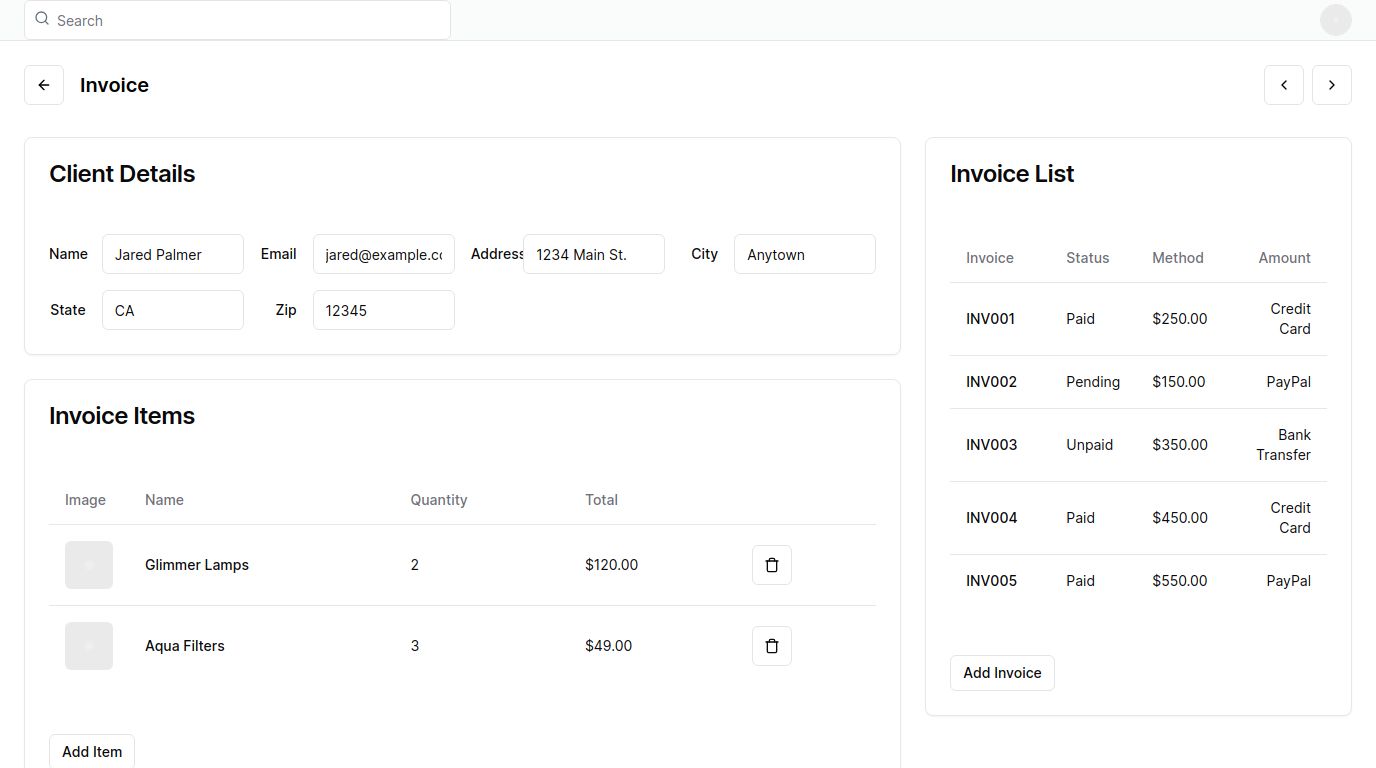 Search
Invoice
Client Details
Name Jared Palmer Email jared@example.co Address 1234 Main St. City Anytown
State CA Zip 12345
Invoice Items
Image Name Quantity Total
Glimmer Lamps 2 $120.00
Aqua Filters 3 $49.00
Add Item
Invoice List
Invoice Status Method Amount
INV001 Paid $250.00 Credit
Card
INV002 Pending $150.00 PayPal
INV003 Unpaid $350.00 Bank
Transfer
INV004 Paid $450.00 Credit
Card
INV005 Paid $550.00 PayPal
Add Invoice